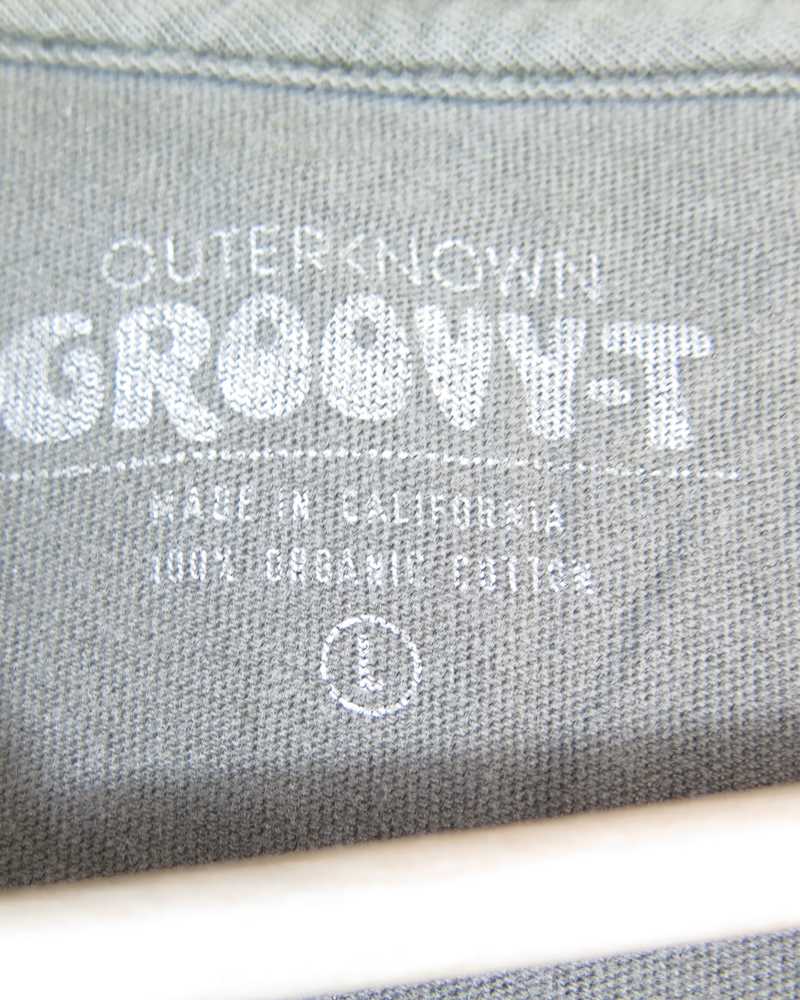 OUTERKNOWN
GROOVY-T
MADE IN CALIFORNIA
100% ORGANIC COTTON
L